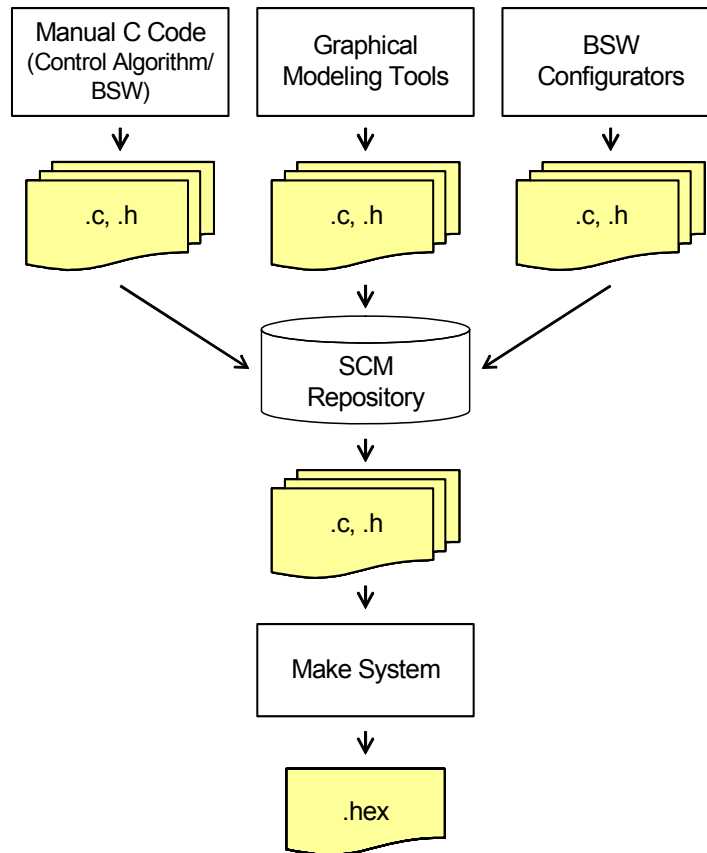 Manual C Code
(Control Algorithm/
BSW)
Graphical
Modeling Tools
BSW
Configurators
.c, .h
.c, .h
.c, .h
SCM
Repository
.c, .h
Make System
.hex